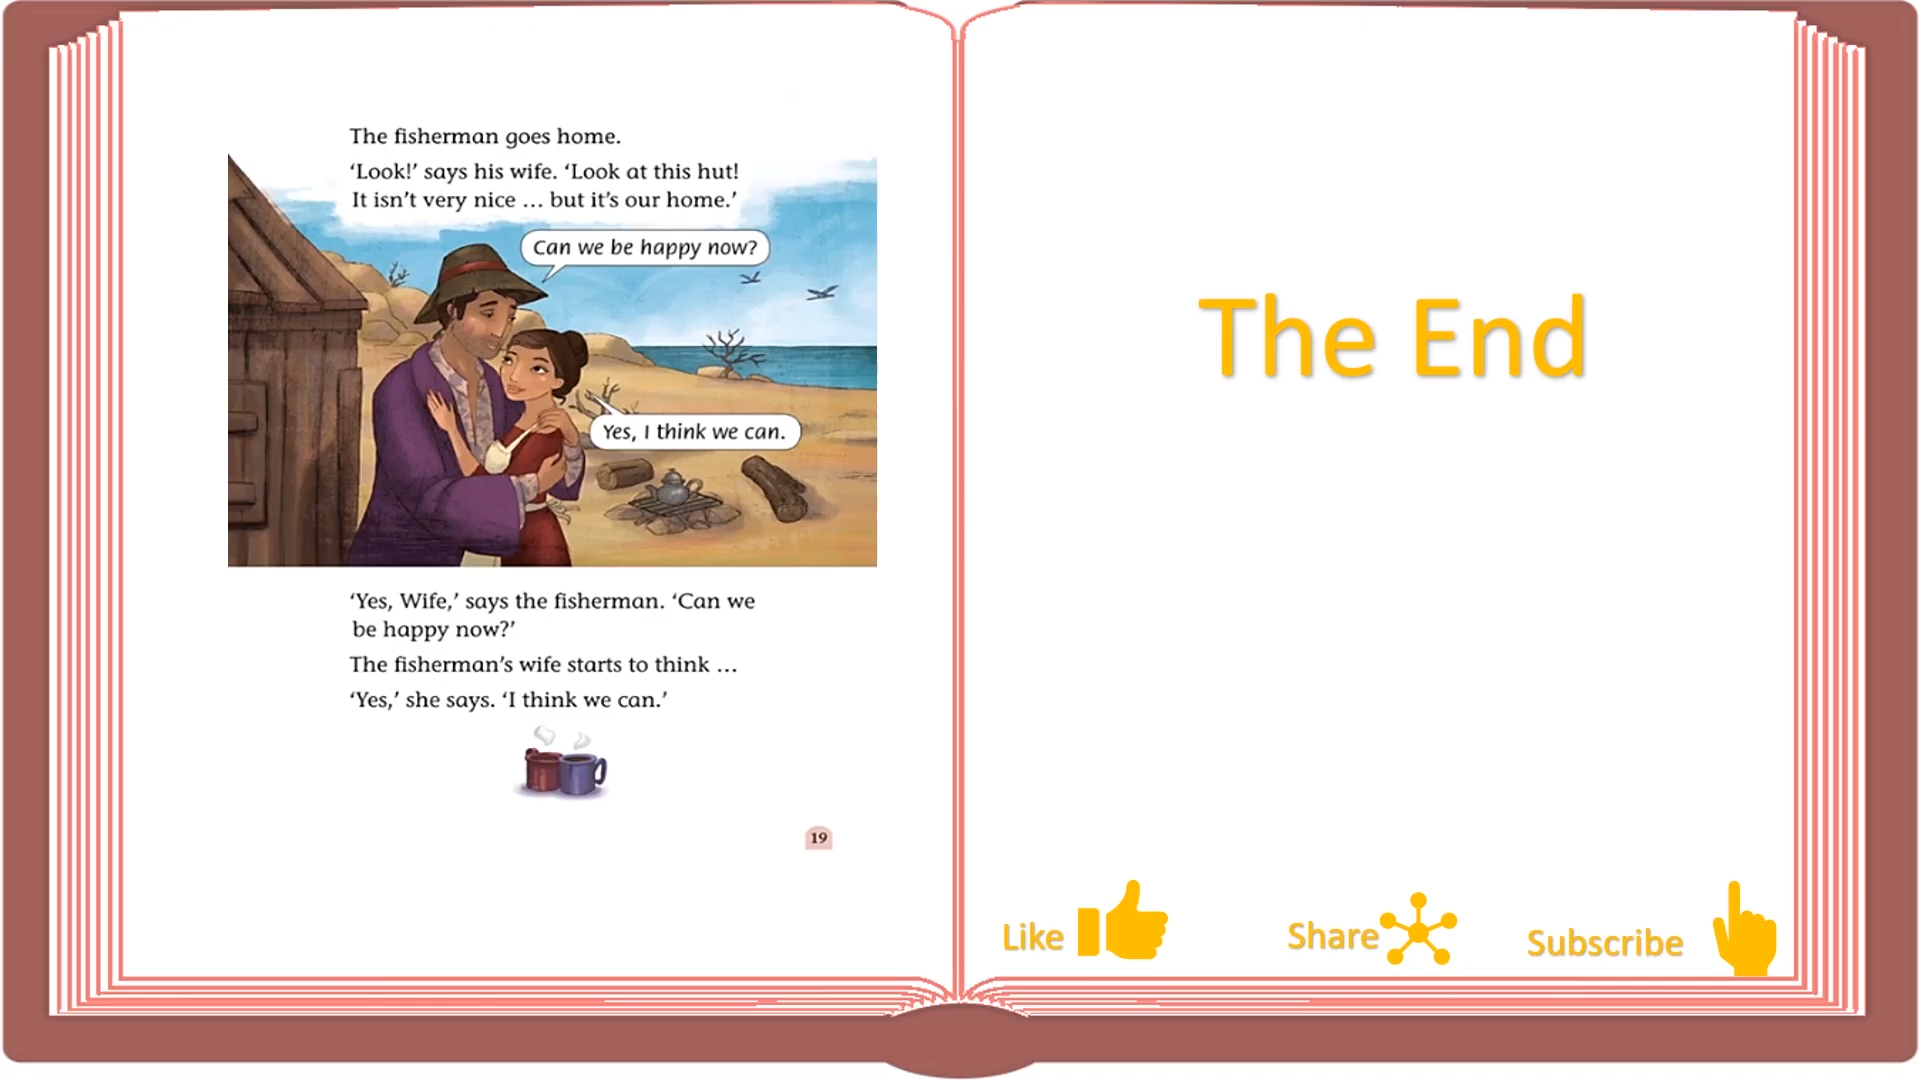 The fisherman goes home.
‘Look!’ says his wife. ‘Look at this hut!
It isn’t very nice … but it’s our home.’
Can we be happy now?
Yes, I think we can.
‘Yes, Wife,’ says the fisherman. ‘Can we
be happy now?’
The fisherman’s wife starts to think …
‘Yes,’ she says. ‘I think we can.’
19
The End
Like
Share
Subscribe